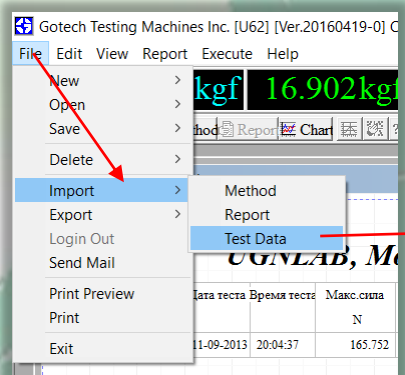 Gotech Testing Machines Inc. [U62] [Ver.20160419-0] C
File Edit View Report Execute Help
kgf 16.902kgf
New
Open
Save
hod Report Chart
Delete
Import
Method
Export
Report
Login Out
Test Data
Send Mail
UGNLAB, Me
Print Preview
Дата теста Время теста Макс.сила
Print
N
Exit
11-09-2013 20:04:37 165.752